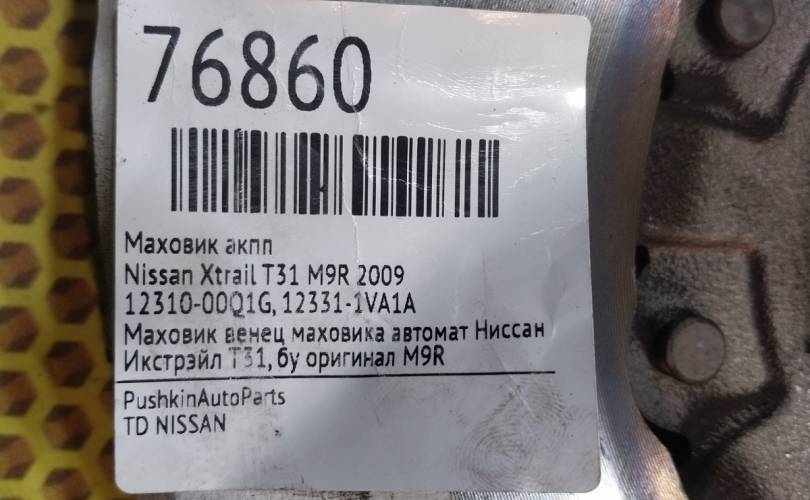 76860
Маховик акпп
Nissan Xtrail T31 M9R 2009
12310-00Q1G, 12331-1VA1A
Маховик венец маховика автомат Ниссан
Икстрэйл Т31, бу оригинал M9R
PushkinAutoParts
TD NISSAN